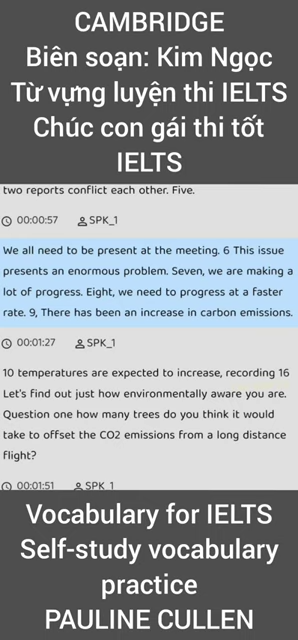 CAMBRIDGE
Biên soạn: Kim Ngọc
Từ vựng luyện thi IELTS
Chúc con gái thi tốt
IELTS
two reports conflict each other. Five.
00:00:57 SPK_1
We all need to be present at the meeting. 6 This issue
presents an enormous problem. Seven, we are making a
lot of progress. Eight, we need to progress at a faster
rate. 9, There has been an increase in carbon emissions.
00:01:27 SPK_1
10 temperatures are expected to increase, recording 16
Let's find out just how environmentally aware you are.
Question one how many trees do you think it would
take to offset the CO2 emissions from a long distance
flight?
00:01:51 SPK_1
Vocabulary for IELTS
Self-study vocabulary
practice
PAULINE CULLEN